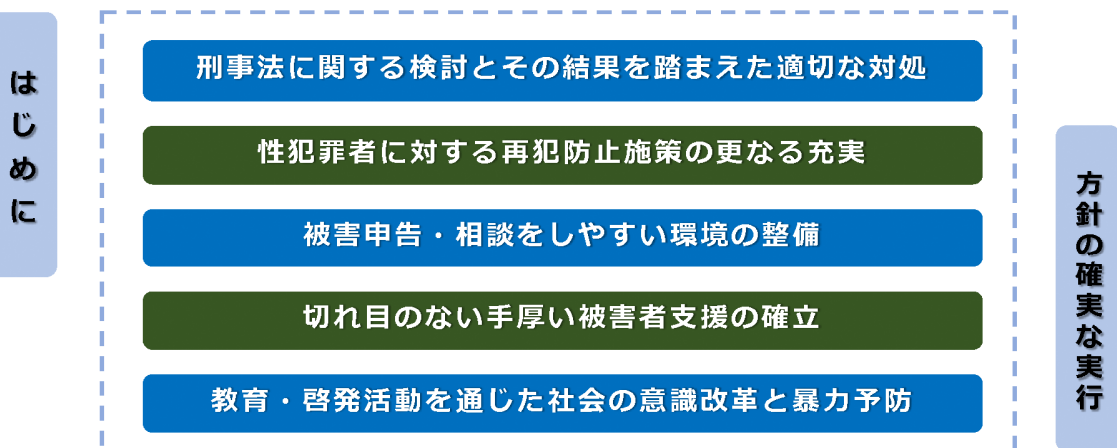 はじめに
刑事法に関する検討とその結果を踏まえた適切な対処
性犯罪者に対する再犯防止施策の更なる充実
被害申告・相談をしやすい環境の整備
切れ目のない手厚い被害者支援の確立
教育・啓発活動を通じた社会の意識改革と暴力予防
方針の確実な実行